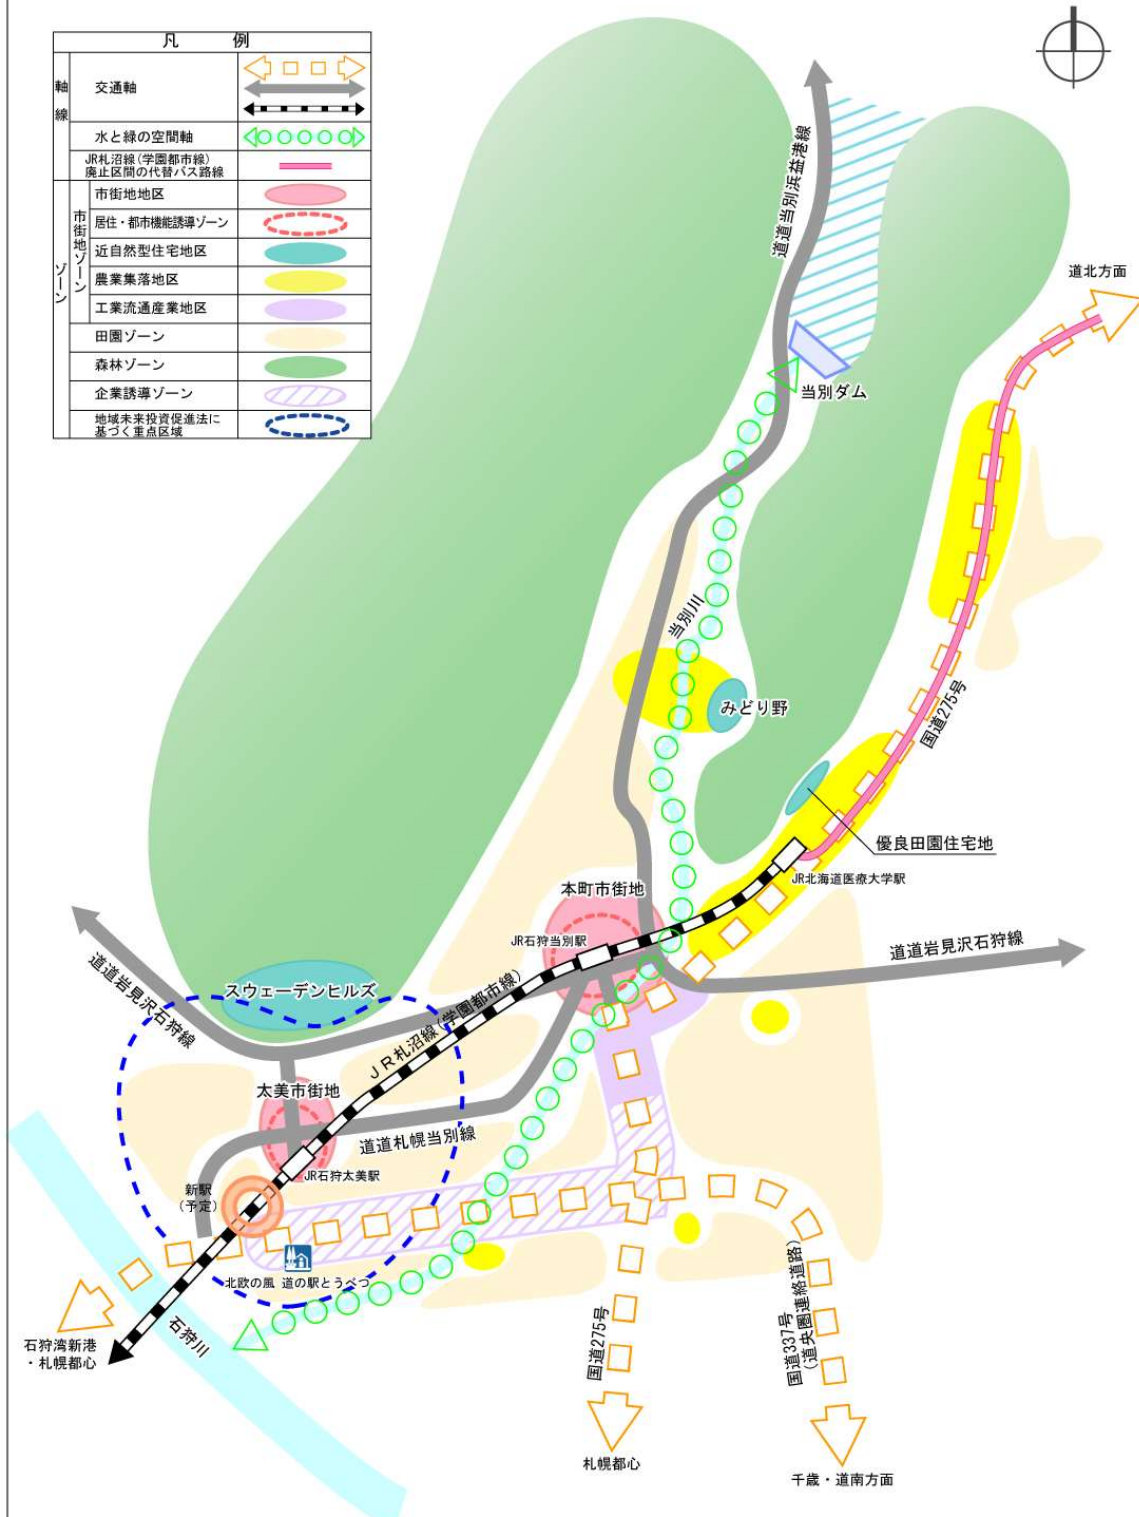 凡　例
軸線
交通軸
水と緑の空間軸
JR札沼線(学園都市線)
廃止区間の代替バス路線
ゾーン
市街地ゾーン
市街地地区
居住・都市機能誘導ゾーン
近自然型住宅地区
農業集落地区
工業流通産業地区
田園ゾーン
森林ゾーン
企業誘導ゾーン
地域未来投資促進法に
基づく重点区域
道道当別浜益港線
道北方面
当別ダム
当別川
みどり野
国道275号
優良田園住宅地
JR北海道医療大学駅
本町市街地
JR石狩当別駅
道道岩見沢石狩線
道道岩見沢石狩線
スウェーデンヒルズ
JR札沼線(学園都市線)
太美市街地
道道札幌当別線
JR石狩太美駅
新駅
(予定)
北欧の風 道の駅とうべつ
石狩川
石狩湾新港
・札幌都心
国道275号
国道337号
(道央圏連絡道路)
札幌都心
千歳・道南方面